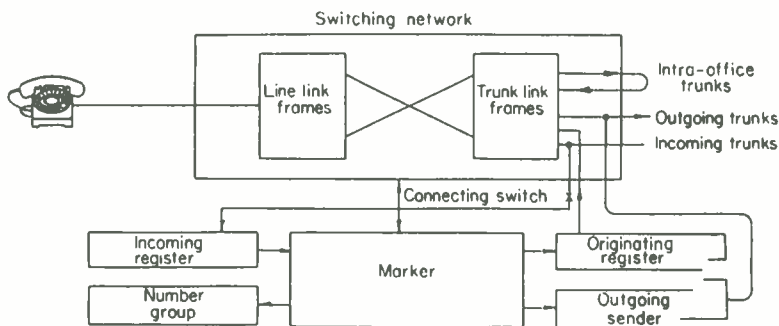 Switching network
Line link
frames
Trunk link
frames
Intra-office
trunks
Outgoing trunks
Incoming trunks
Connecting switch
Incoming
register
Marker
Originating
register
Number
group
Outgoing
sender